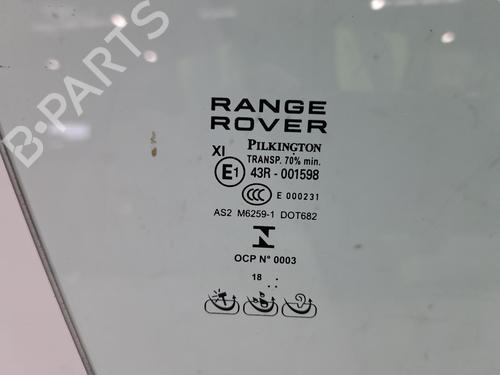 B-PARTS
RANGE
ROVER
PILKINGTON
XI TRANSP. 70% min.
E1 43R - 001598
CCC E 000231
AS2 M6259-1 DOT682
N
OCP N° 0003
18